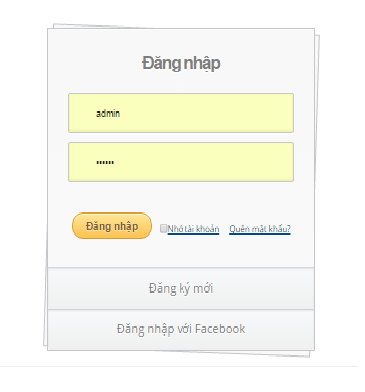 Đăng nhập
admin
••••••
Đăng nhập Nhớ tài khoản Quên mật khẩu?
Đăng ký mới
Đăng nhập với Facebook